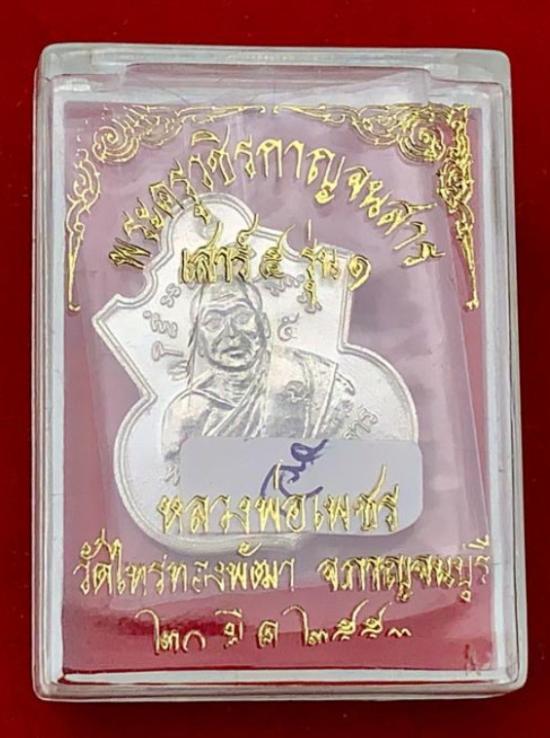 พระครูวชิรกาญจนสาร
เสาร์ ๕ รุ่น ๑
๕
หลวงพ่อเพชร
วัดไทรทองพัฒนา จ.กาญจนบุรี
๒๐ มี ค ๒๕๕๓